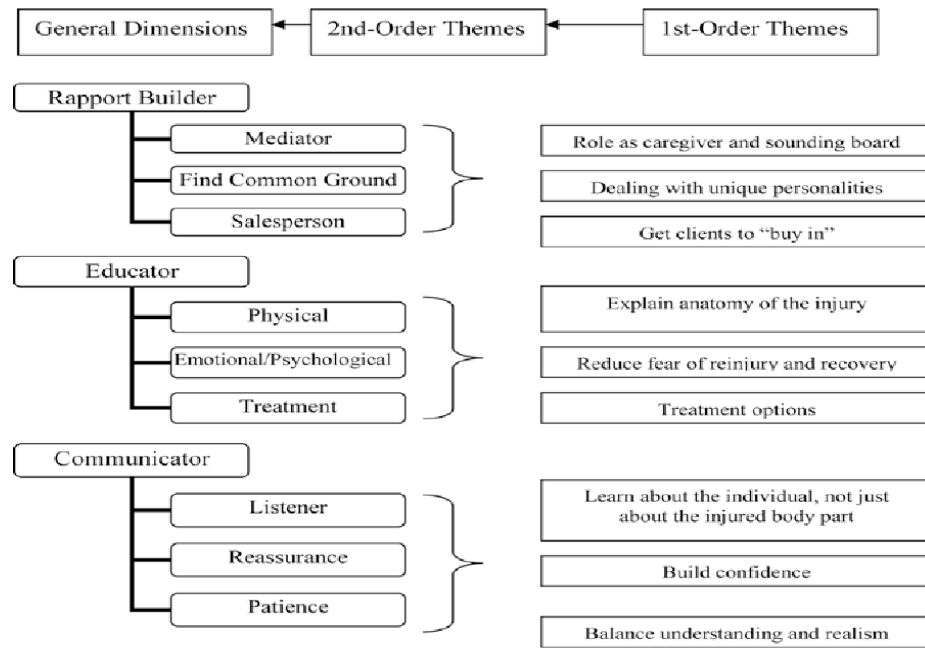 General Dimensions
2nd-Order Themes
1st-Order Themes
Rapport Builder
Mediator
Role as caregiver and sounding board
Find Common Ground
Dealing with unique personalities
Salesperson
Get clients to “buy in”
Educator
Physical
Explain anatomy of the injury
Emotional/Psychological
Reduce fear of reinjury and recovery
Treatment
Treatment options
Communicator
Listener
Learn about the individual, not just
about the injured body part
Reassurance
Build confidence
Patience
Balance understanding and realism